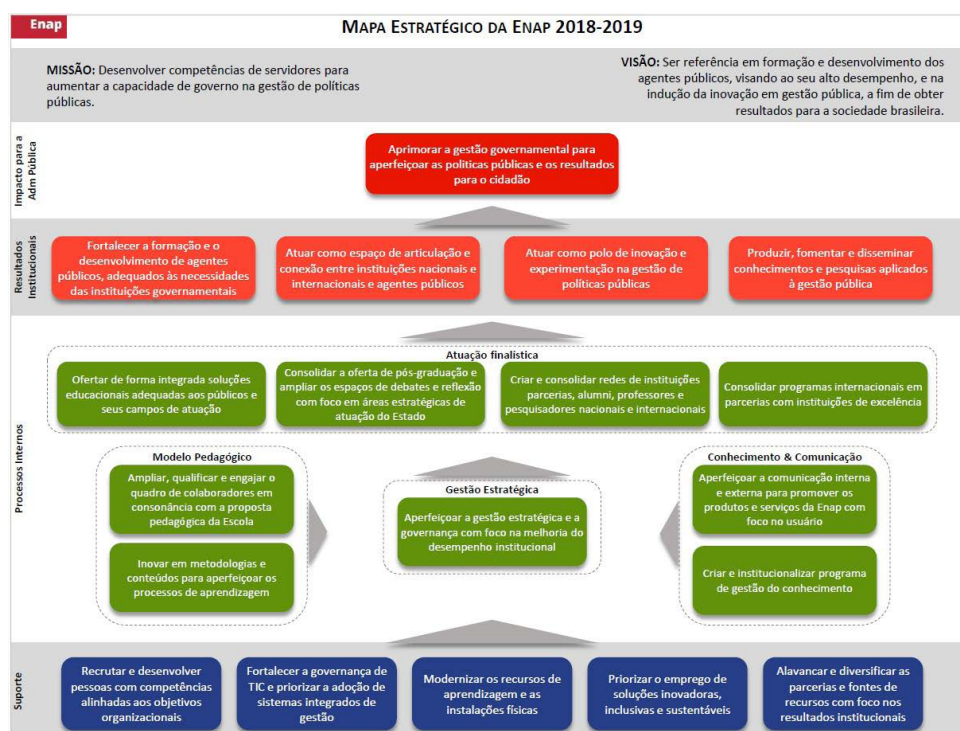 Enap
MAPA ESTRATÉGICO DA ENAP 2018-2019
MISSÃO: Desenvolver competências de servidores para
aumentar a capacidade de governo na gestão de políticas
públicas.
VISÃO: Ser referência em formação e desenvolvimento dos
agentes públicos, visando ao seu alto desempenho, e na
indução da inovação em gestão pública, a fim de obter
resultados para a sociedade brasileira.
Impacto para a
Adm Pública
Aprimorar a gestão governamental para
aperfeiçoar as políticas públicas e os resultados
para o cidadão
Resultados
Institucionais
Fortalecer a formação e o
desenvolvimento de agentes
públicos, adequados às necessidades
das instituições governamentais
Atuar como espaço de articulação e
conexão entre instituições nacionais e
internacionais e agentes públicos
Atuar como polo de inovação e
experimentação na gestão de
políticas públicas
Produzir, fomentar e disseminar
conhecimentos e pesquisas aplicados
à gestão pública
Processos Internos
Atuação finalística
Ofertar de forma integrada soluções
educacionais adequadas aos públicos e
seus campos de atuação
Consolidar a oferta de pós-graduação e
ampliar os espaços de debates e reflexão
com foco em áreas estratégicas de
atuação do Estado
Criar e consolidar redes de instituições
parcerias, alumni, professores e
pesquisadores nacionais e internacionais
Consolidar programas internacionais em
parcerias com instituições de excelência
Modelo Pedagógico
Ampliar, qualificar e engajar o
quadro de colaboradores em
consonância com a proposta
pedagógica da Escola
Inovar em metodologias e
conteúdos para aperfeiçoar os
processos de aprendizagem
Gestão Estratégica
Aperfeiçoar a gestão estratégica e a
governança com foco na melhoria do
desempenho institucional
Conhecimento & Comunicação
Aperfeiçoar a comunicação interna
e externa para promover os
produtos e serviços da Enap com
foco no usuário
Criar e institucionalizar programa
de gestão do conhecimento
Suporte
Recrutar e desenvolver
pessoas com competências
alinhadas aos objetivos
organizacionais
Fortalecer a governança de
TIC e priorizar a adoção de
sistemas integrados de
gestão
Modernizar os recursos de
aprendizagem e as
instalações físicas
Priorizar o emprego de
soluções inovadoras,
inclusivas e sustentáveis
Alavancar e diversificar as
parcerias e fontes de
recursos com foco nos
resultados institucionais